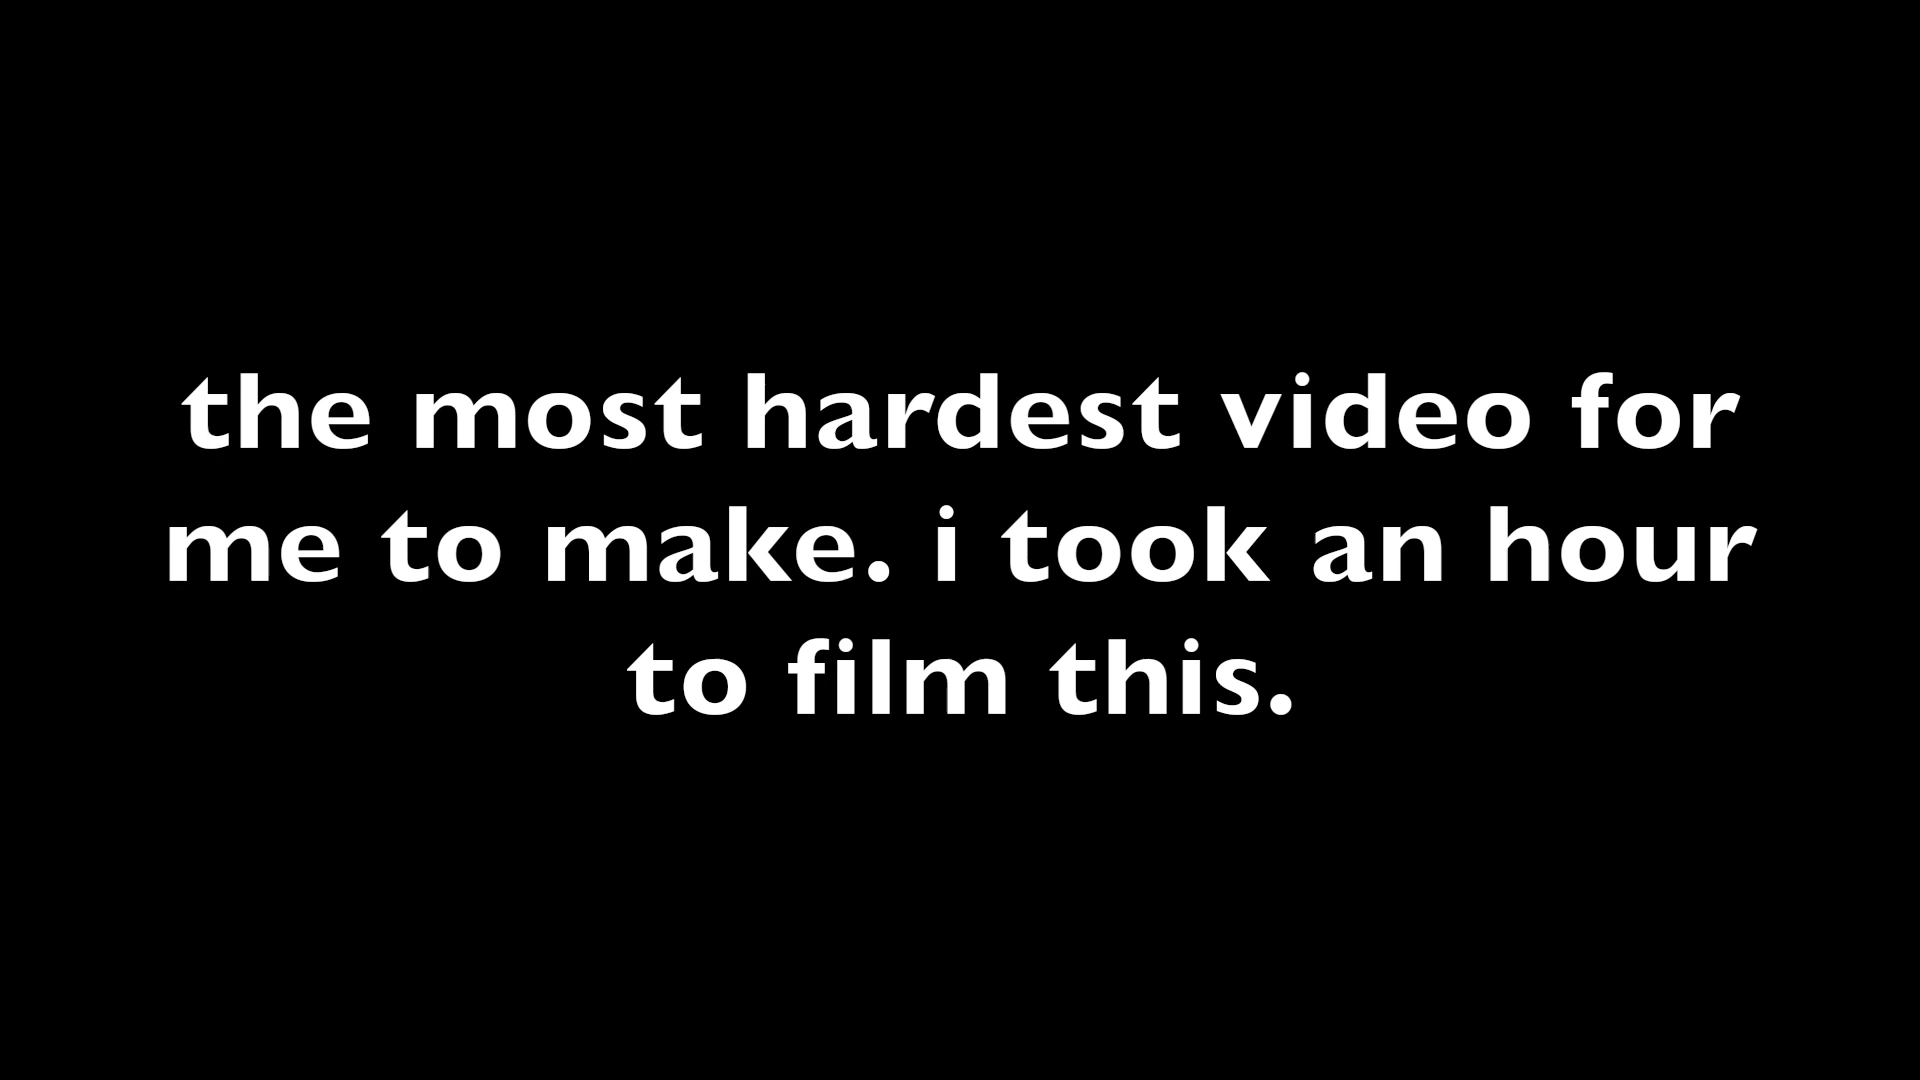 the most hardest video for
me to make. i took an hour
to film this.